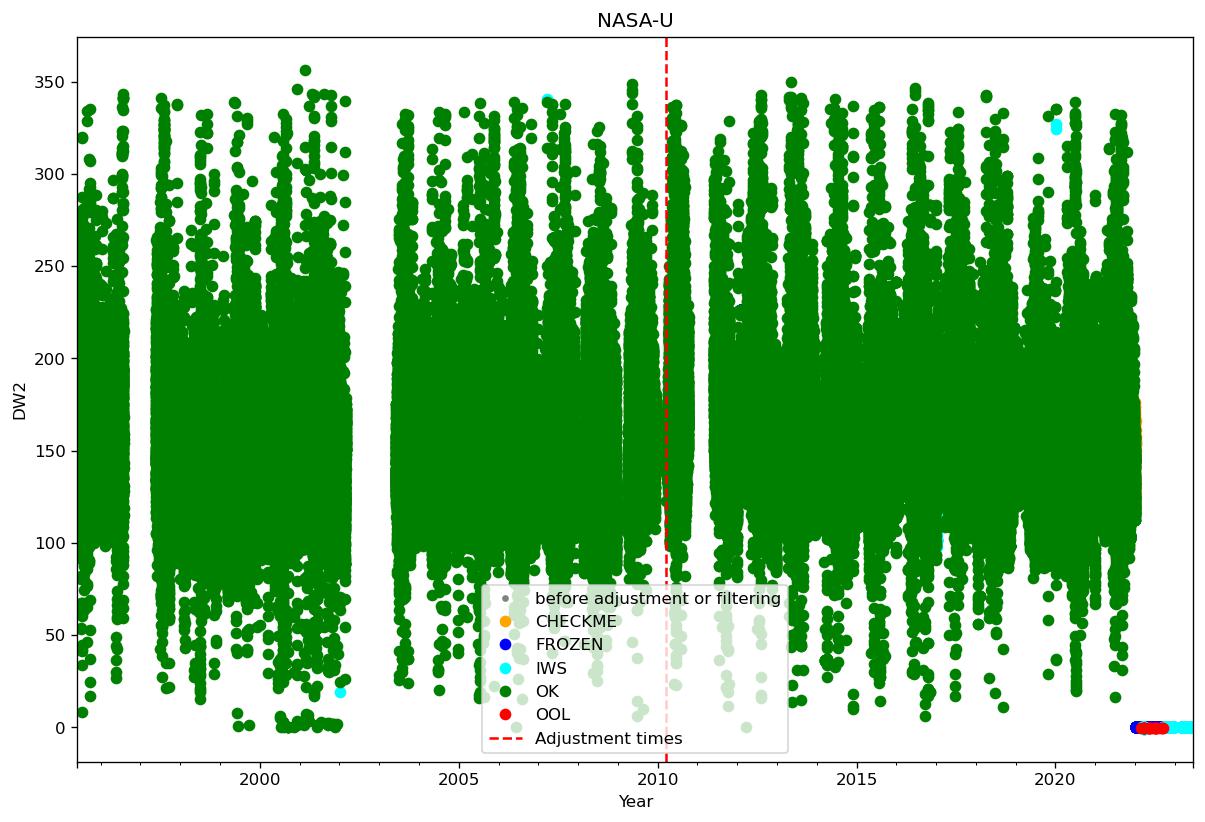 NASA-U
DW2
350
300
250
200
150
100
50
0
before adjustment or filtering
CHECKME
FROZEN
IWS
OK
OOL
Adjustment times
2000
2005
2010
2015
2020
Year